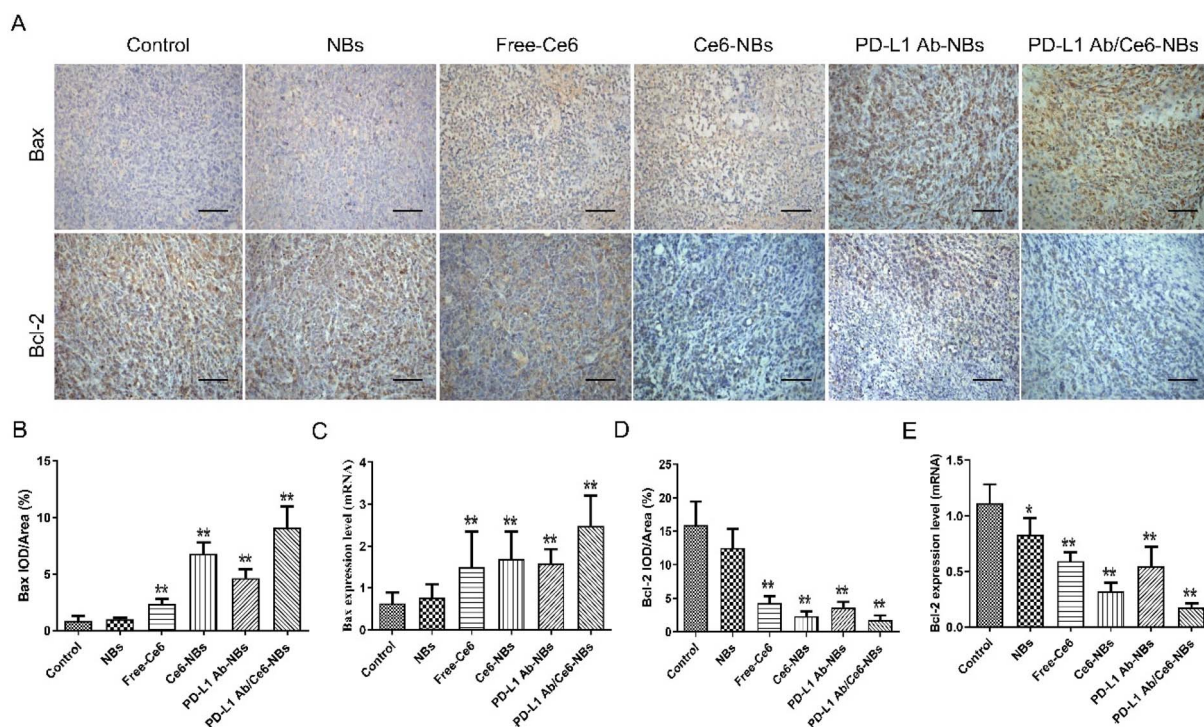 A
Control NBs Free-Ce6 Ce6-NBs PD-L1 Ab-NBs PD-L1 Ab/Ce6-NBs
Bax
Bcl-2
B
Bax IOD/Area (%)
15
10
5
0
** ** ** **
Control NBs Free-Ce6 Ce6-NBs PD-L1 Ab-NBs PD-L1 Ab/Ce6-NBs
C
Bax expression level (mRNA)
4
3
2
1
0
** ** ** **
Control NBs Free-Ce6 Ce6-NBs PD-L1 Ab-NBs PD-L1 Ab/Ce6-NBs
D
Bcl-2 IOD/Area (%)
25
20
15
10
5
0
** ** ** **
Control NBs Free-Ce6 Ce6-NBs PD-L1 Ab-NBs PD-L1 Ab/Ce6-NBs
E
Bcl-2 expression level (mRNA)
1.5
1.0
0.5
0.0
* ** ** ** **
Control NBs Free-Ce6 Ce6-NBs PD-L1 Ab-NBs PD-L1 Ab/Ce6-NBs